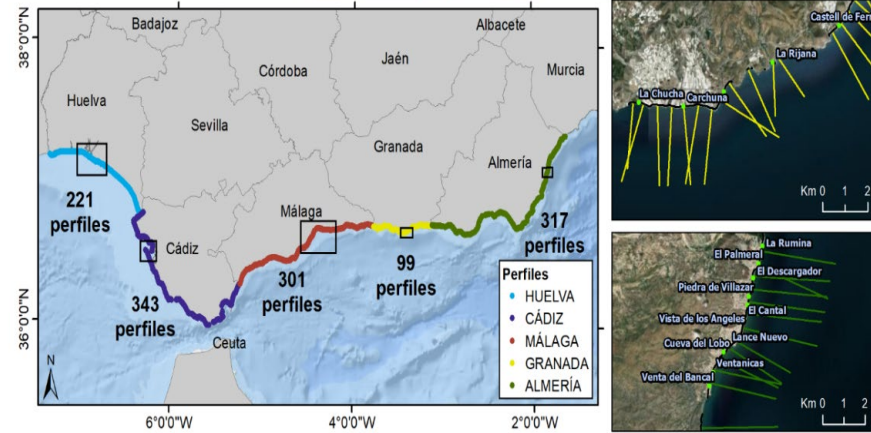 38°0'0"N
36°0'0"N
Badajoz
Albacete
Jaén
Córdoba
Murcia
Huelva
Sevilla
Granada
Almería
Málaga
Cádiz
Ceuta
221
perfiles
343
perfiles
301
perfiles
99
perfiles
317
perfiles
Perfiles
HUELVA
CÁDIZ
MÁLAGA
GRANADA
ALMERÍA
N
6°0'0"W
4°0'0"W
2°0'0"W
La Rijana
La Chucha
Carchuna
Km 0 1 2
La Rumina
El Palmeral
El Descargador
Piedra de Villazar
El Cantal
Vista de los Angeles
Lance Nuevo
Cueva del Lobo
Ventanicas
Venta del Bancal
Km 0 1 2